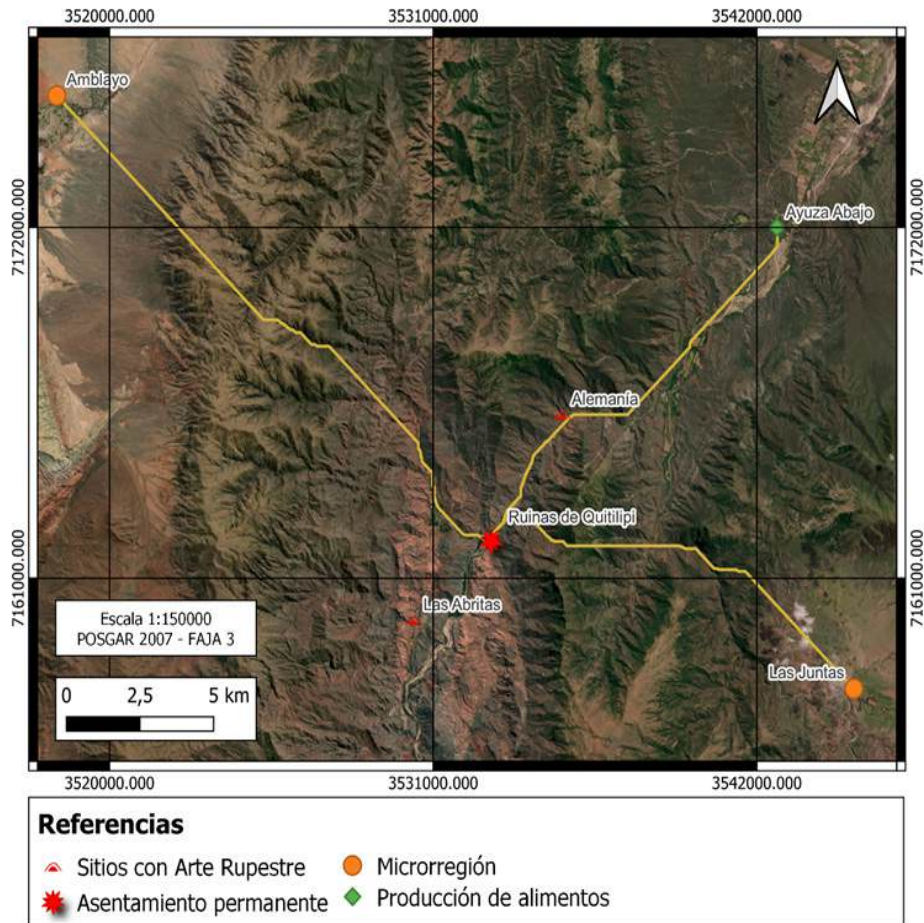 3520000.000 3531000.000 3542000.000
Amblayo
7172000.000 7172000.000
Ayuza Abajo
Alemanía
Ruinas de Quitilipi
7161000.000 7161000.000
Las Abritas
Escala 1:150000
POSGAR 2007 - FAJA 3
Las Juntas
0 2,5 5 km
3520000.000 3531000.000 3542000.000
Referencias
Sitios con Arte Rupestre
Microrregión
Asentamiento permanente
Producción de alimentos